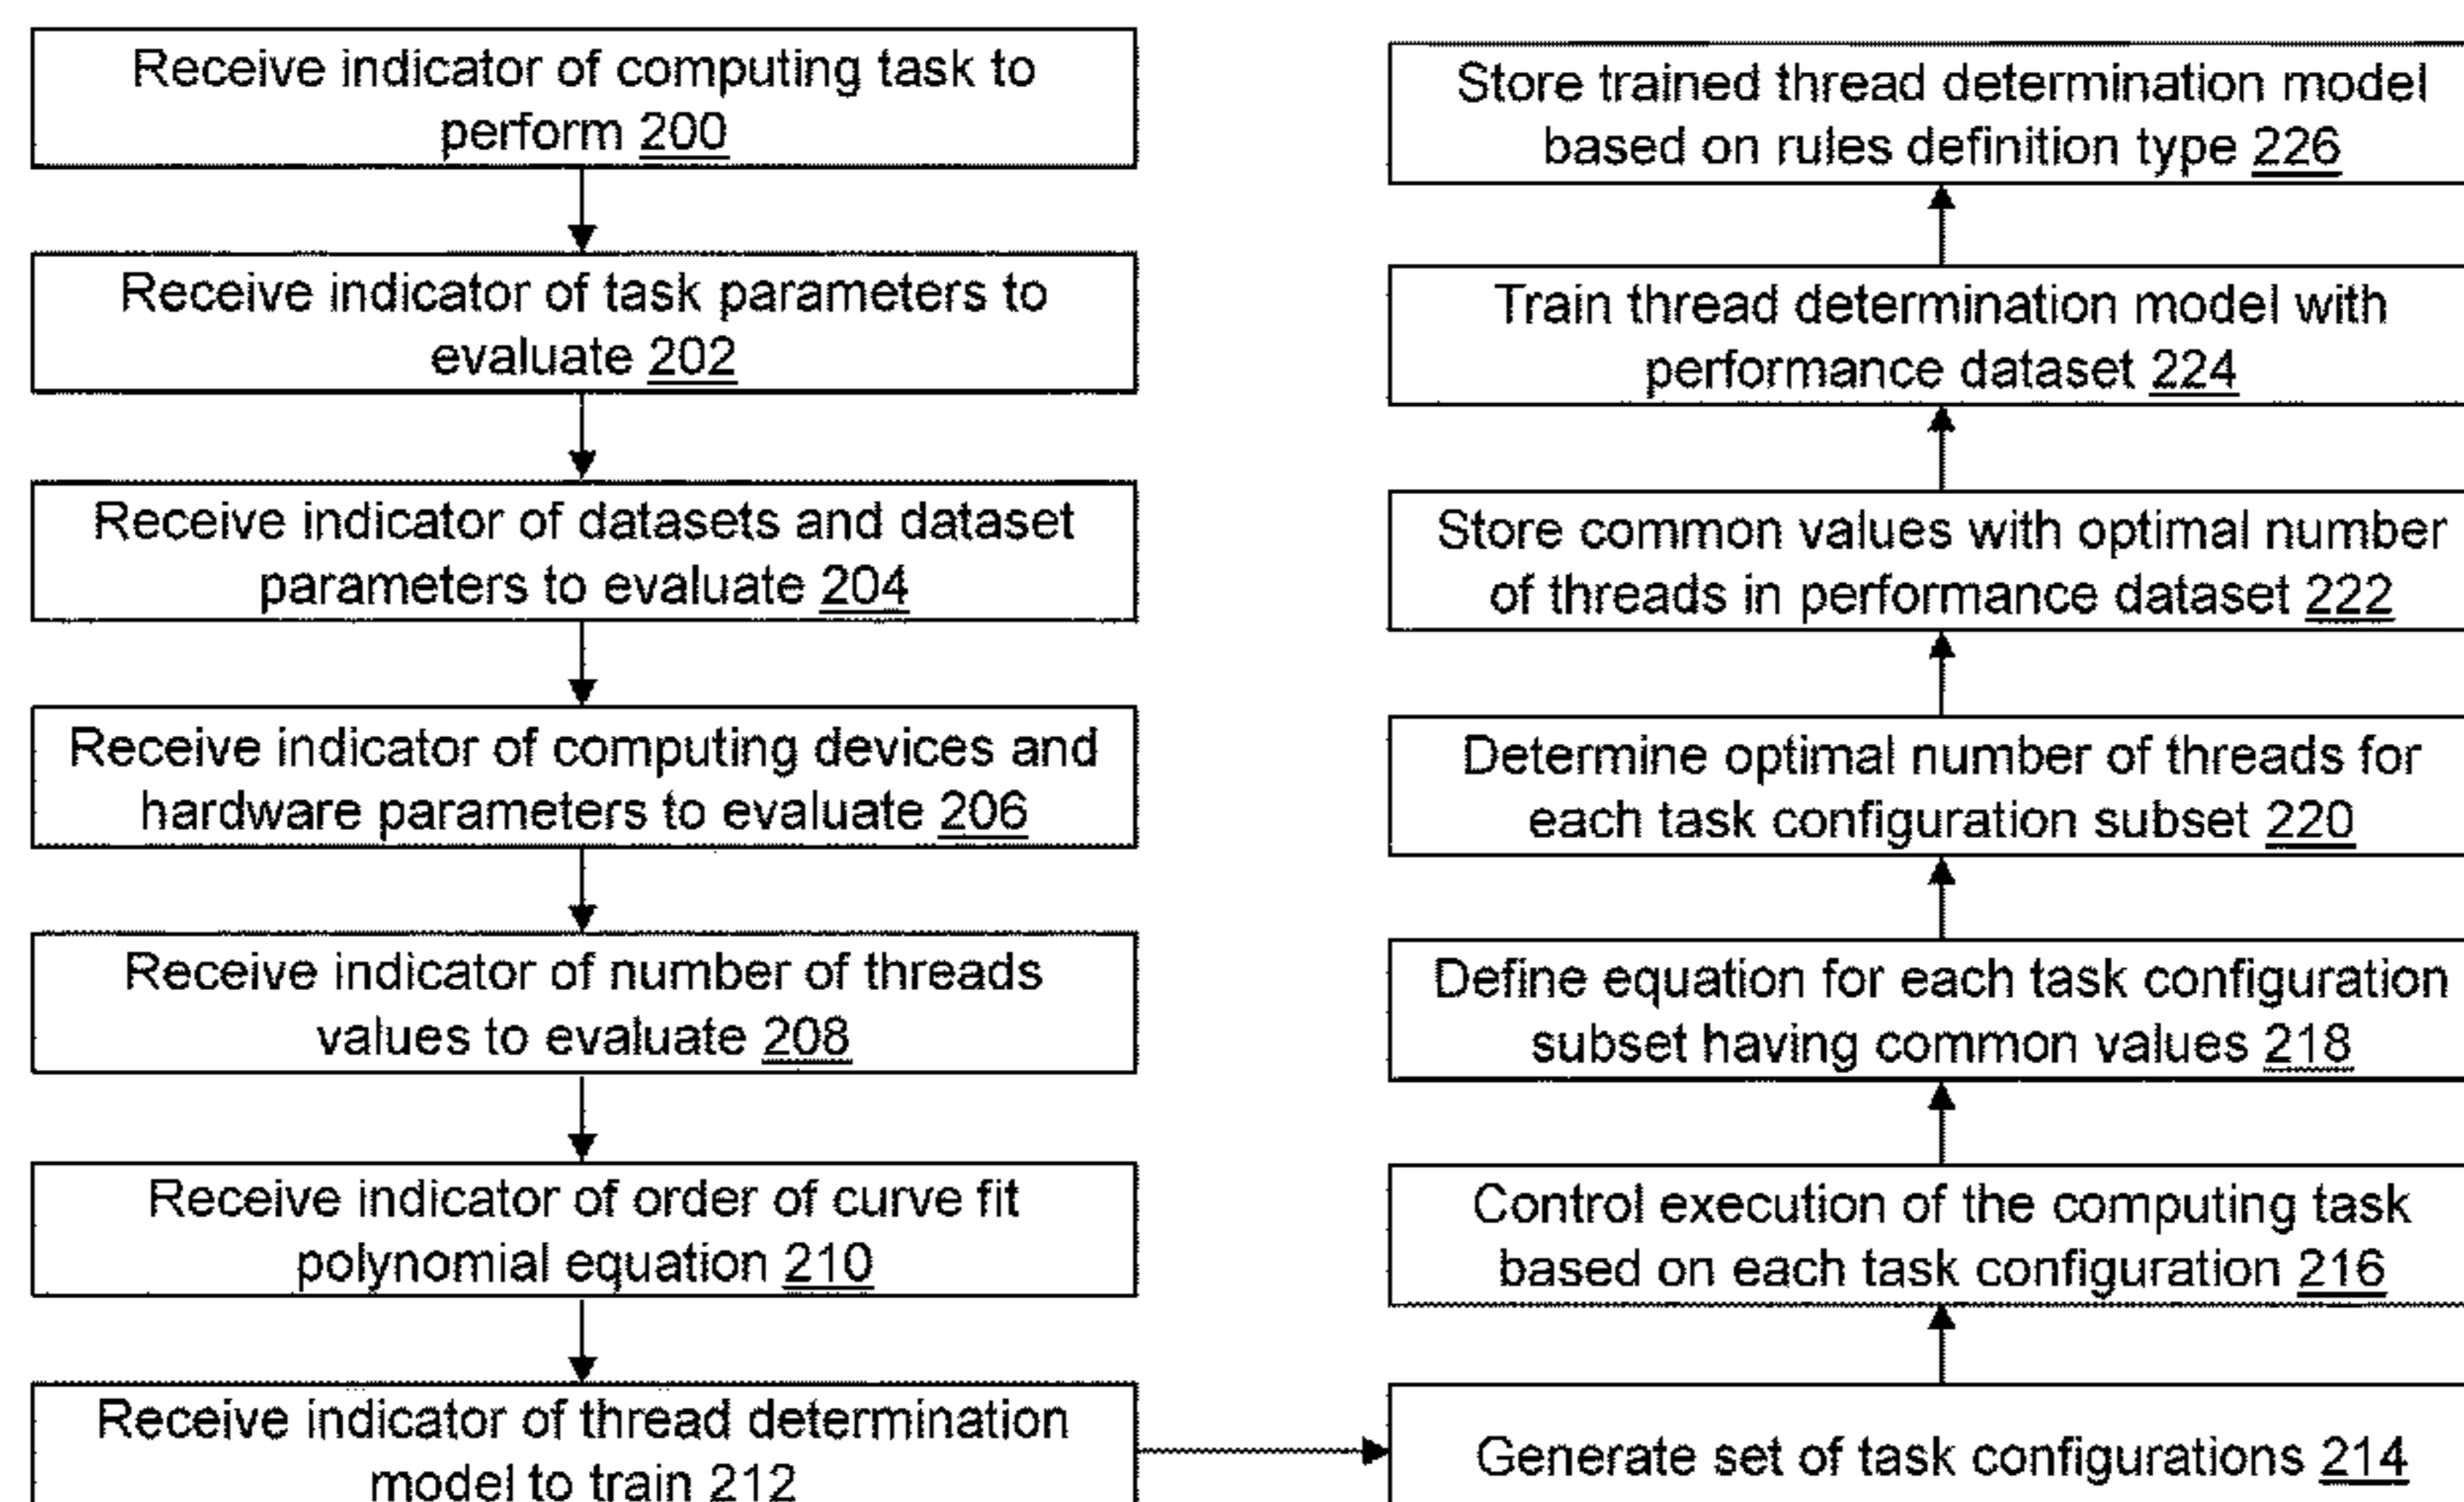 Receive indicator of computing task to
perform 200
Receive indicator of task parameters to
evaluate 202
Receive indicator of datasets and dataset
parameters to evaluate 204
Receive indicator of computing devices and
hardware parameters to evaluate 206
Receive indicator of number of threads
values to evaluate 208
Receive indicator of order of curve fit
polynomial equation 210
Receive indicator of thread determination
model to train 212
Generate set of task configurations 214
Control execution of the computing task
based on each task configuration 216
Define equation for each task configuration
subset having common values 218
Determine optimal number of threads for
each task configuration subset 220
Store common values with optimal number
of threads in performance dataset 222
Train thread determination model with
performance dataset 224
Store trained thread determination model
based on rules definition type 226